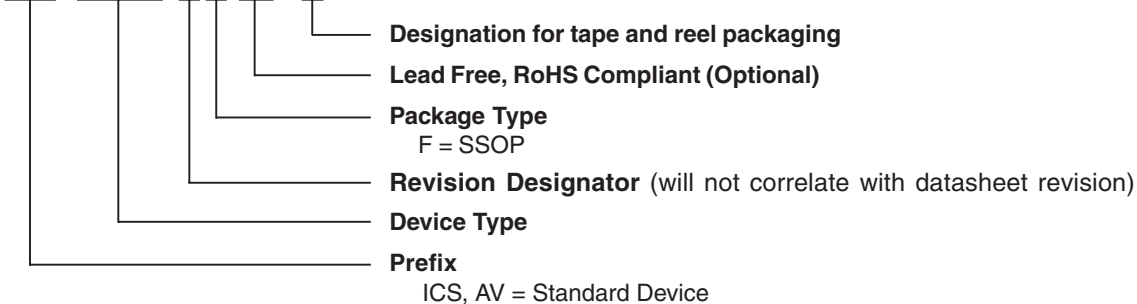 Designation for tape and reel packaging
Lead Free, RoHS Compliant (Optional)
Package Type
F = SSOP
Revision Designator (will not correlate with datasheet revision)
Device Type
Prefix
ICS, AV = Standard Device